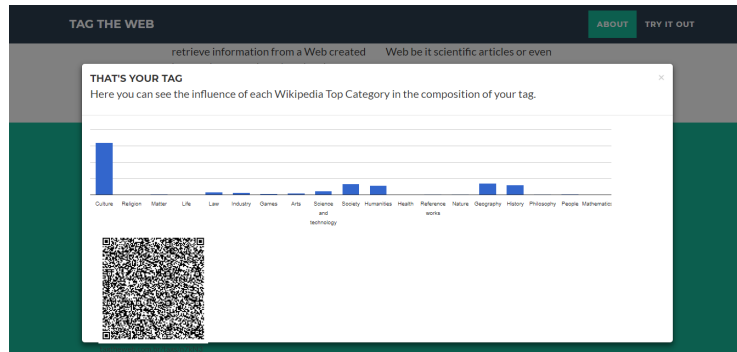 TAG THE WEB
ABOUT TRY IT OUT
retrieve information from a Web created
Web be it scientific articles or even
THAT'S YOUR TAG
×
Here you can see the influence of each Wikipedia Top Category in the composition of your tag.
Culture Religion Matter Life Law Industry Games Arts Science and technology Society Humanities Health Reference works Nature Geography History Philosophy People Mathematics